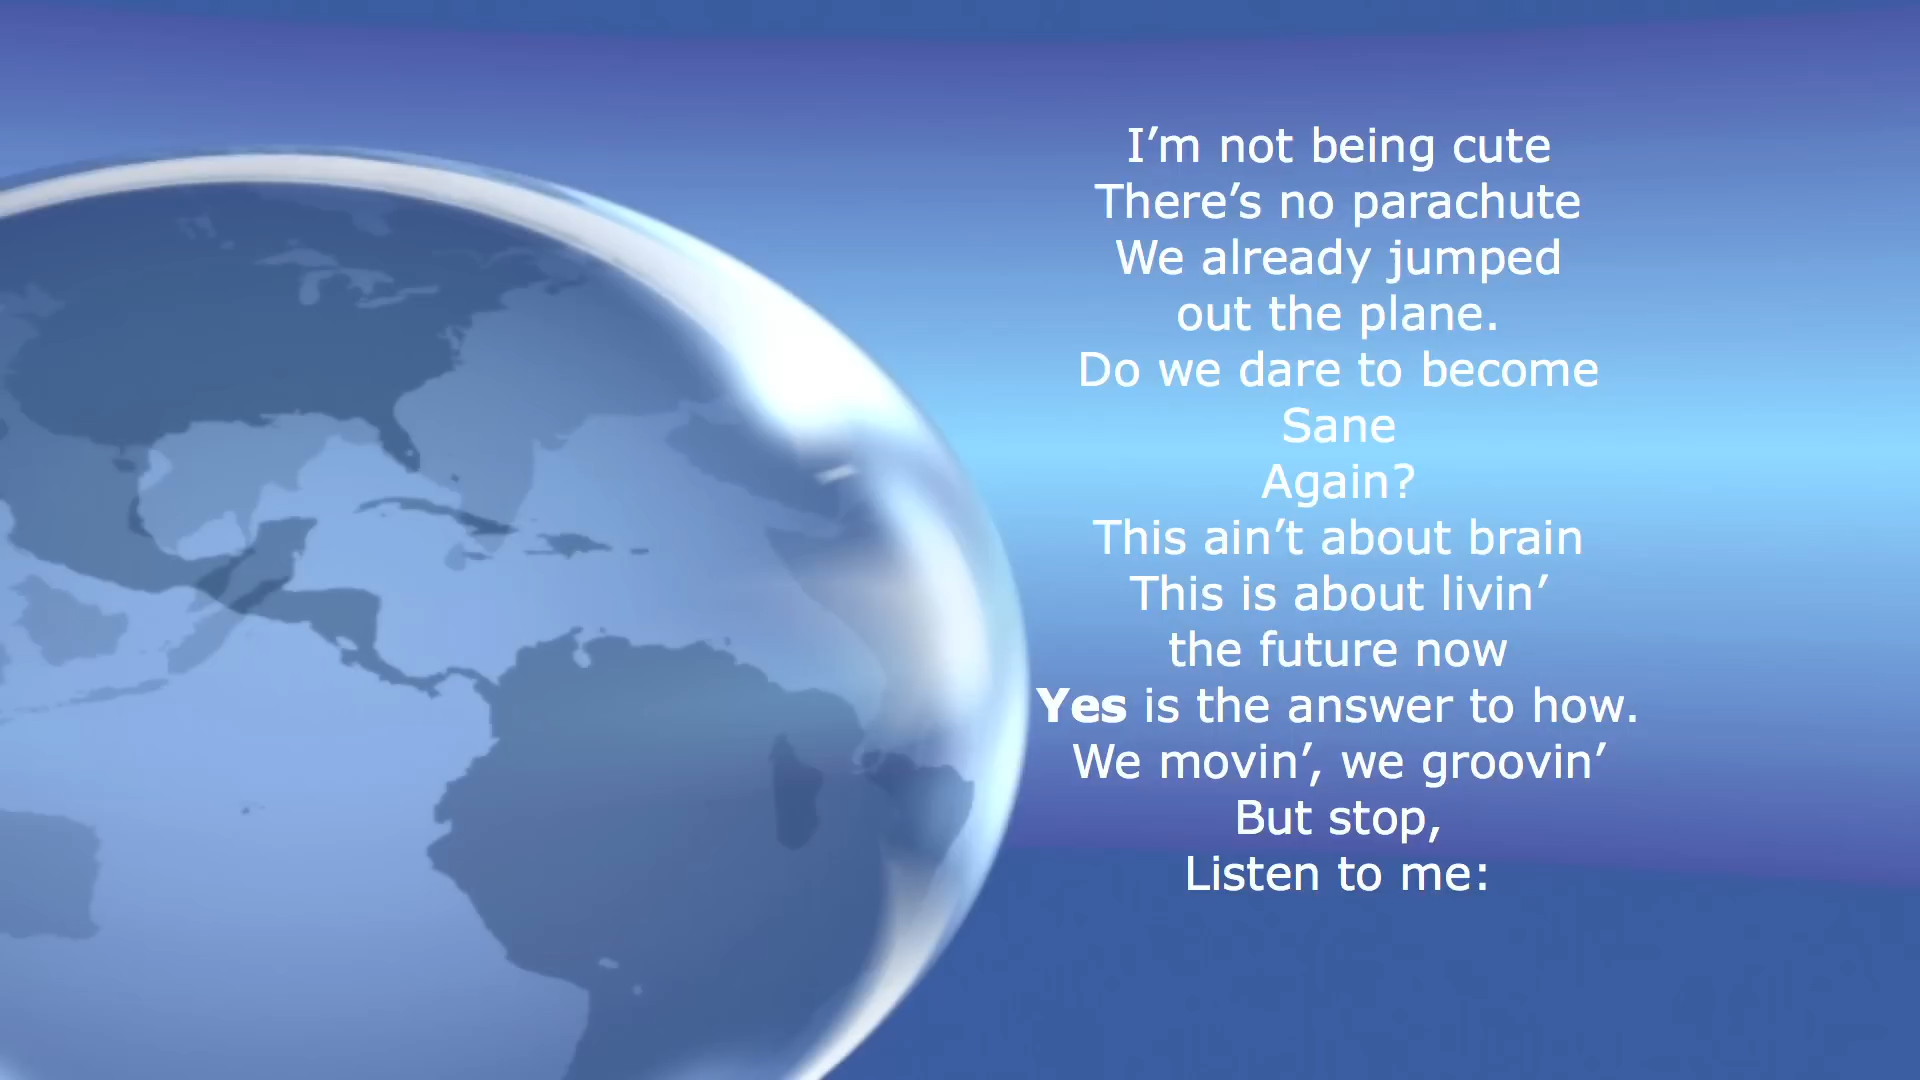 I’m not being cute
There’s no parachute
We already jumped
out the plane.
Do we dare to become
Sane
Again?
This ain’t about brain
This is about livin’
the future now
Yes is the answer to how.
We movin’, we groovin’
But stop,
Listen to me: